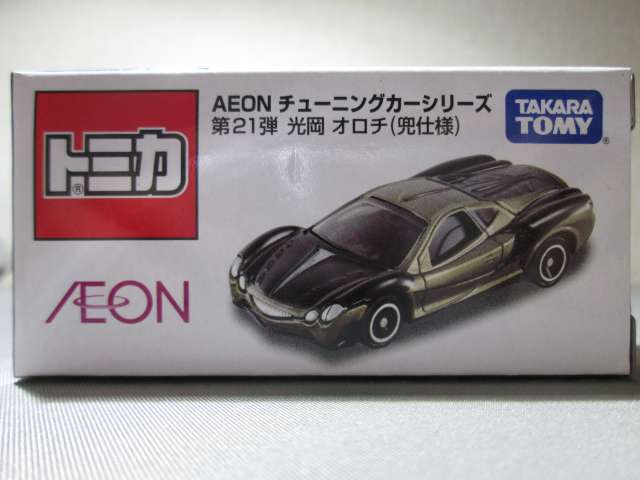 トミカ
®
AEON チューニングカーシリーズ
第21弾 光岡 オロチ(兜仕様)
TAKARA
TOMY
®
ÆON